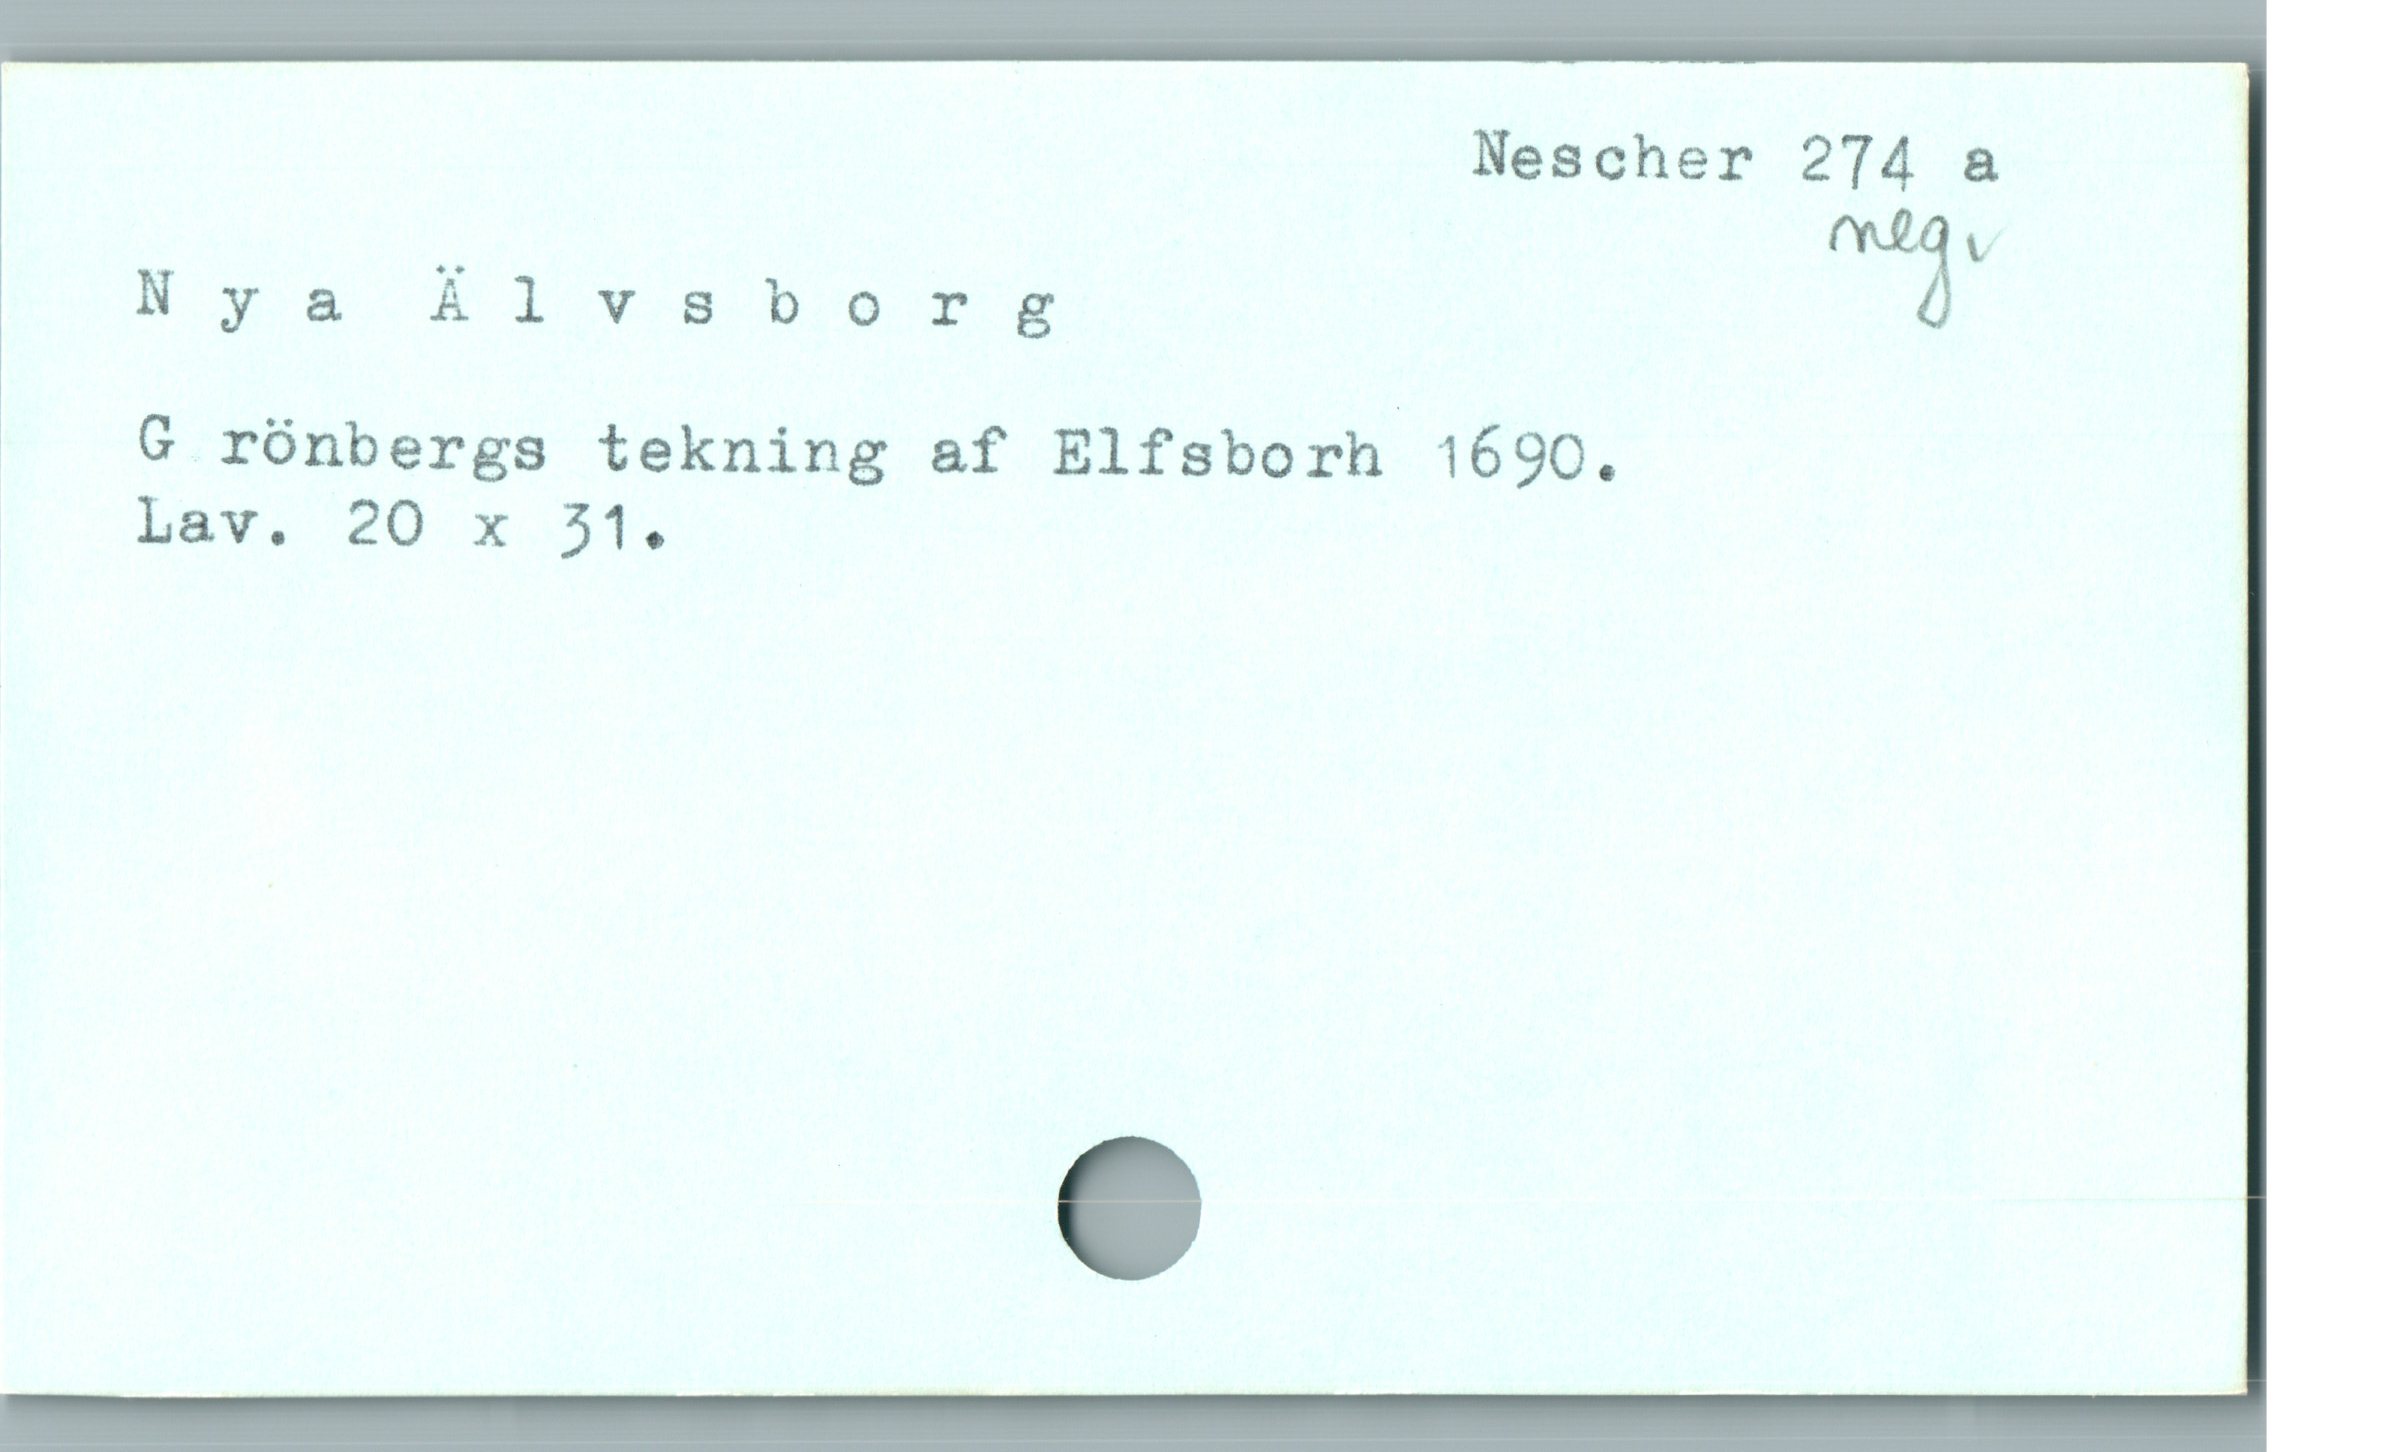 Nescher 274 a
neg v
N y a  Ä l v s b o r g
G rönbergs tekning af Elfsborh 1690.
Lav. 20 x 31.